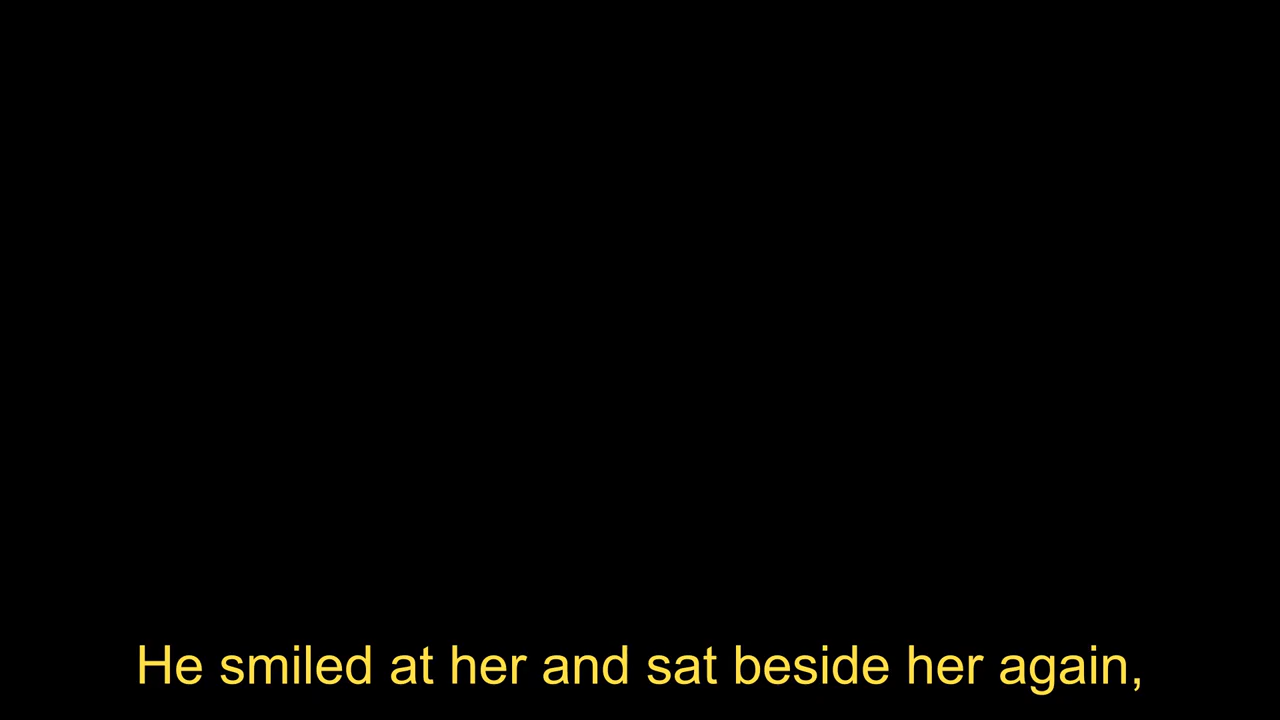 He smiled at her and sat beside her again,